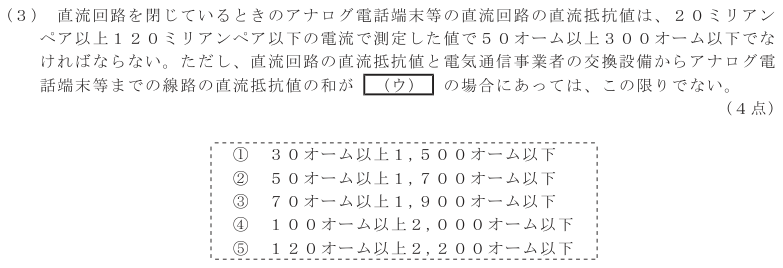 （３）　直流回路を閉じているときのアナログ電話端末等の直流回路の直流抵抗値は、２０ミリアン
ペア以上１２０ミリアンペア以下の電流で測定した値で５０オーム以上３００オーム以下でな
ければならない。ただし、直流回路の直流抵抗値と電気通信事業者の交換設備からアナログ電
話端末等までの線路の直流抵抗値の和が （ウ） の場合にあっては、この限りでない。
（４点）
①　３０オーム以上１,５００オーム以下
②　５０オーム以上１,７００オーム以下
③　７０オーム以上１,９００オーム以下
④　１００オーム以上２,０００オーム以下
⑤　１２０オーム以上２,２００オーム以下